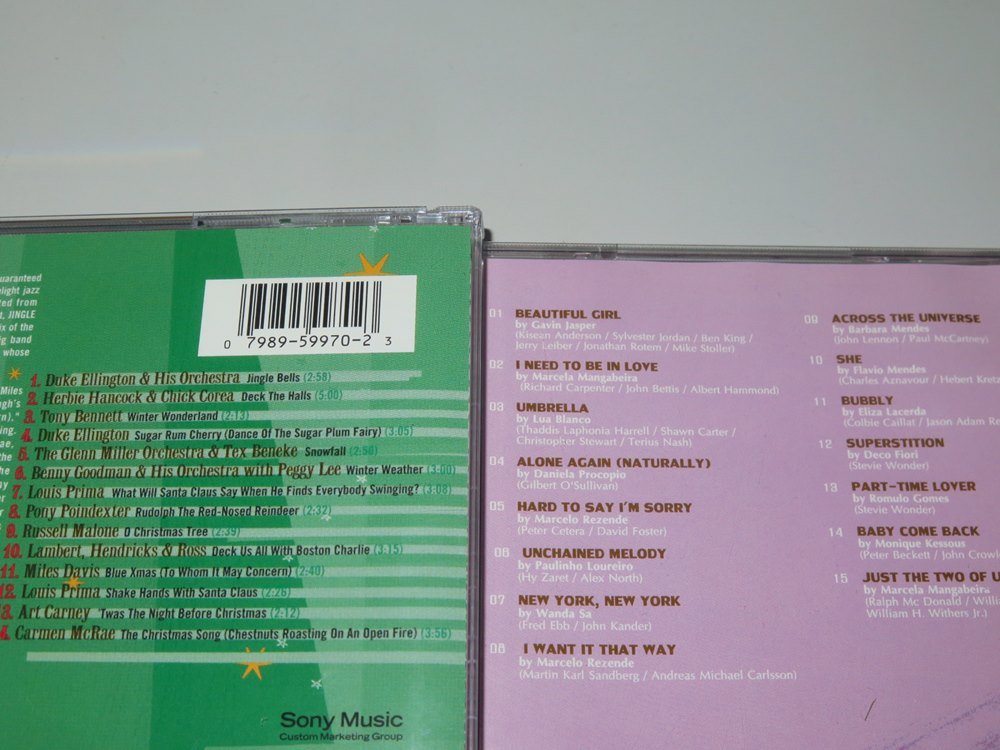 uaranteed
light jazz
ted from
t, JINGLE
ix of the
ig band
whose
Miles
ugh's
n),"
ing,
ae,
the
0 7989-59970-2 3
1. Duke Ellington & His Orchestra Jingle Bells (2:58)
2. Herbie Hancock & Chick Corea Deck The Halls (5:00)
3. Tony Bennett Winter Wonderland (2:13)
4. Duke Ellington Sugar Rum Cherry (Dance Of The Sugar Plum Fairy) (3:05)
5. The Glenn Miller Orchestra & Tex Beneke Snowfall (2:50)
6. Benny Goodman & His Orchestra with Peggy Lee Winter Weather (3:00)
7. Louis Prima What Will Santa Claus Say When He Finds Everybody Swinging? (3:08)
8. Pony Poindexter Rudolph The Red-Nosed Reindeer (2:32)
9. Russell Malone O Christmas Tree (2:39)
10. Lambert, Hendricks & Ross Deck Us All With Boston Charlie (3:15)
11. Miles Davis Blue Xmas (To Whom It May Concern) (2:40)
12. Louis Prima Shake Hands With Santa Claus (2:26)
3. Art Carney 'Twas The Night Before Christmas (2:12)
4. Carmen McRae The Christmas Song (Chestnuts Roasting On An Open Fire) (3:56)
Sony Music
Custom Marketing Group
01 BEAUTIFUL GIRL
by Gavin Jasper
(Kisean Anderson / Sylvester Jordan / Ben King /
Jerry Leiber / Jonathan Rotem / Mike Stoller)
02 I NEED TO BE IN LOVE
by Marcela Mangabeira
(Richard Carpenter / John Bettis / Albert Hammond)
03 UMBRELLA
by Lua Blanco
(Thaddis Laphonia Harrell / Shawn Carter /
Christopher Stewart / Terius Nash)
04 ALONE AGAIN (NATURALLY)
by Daniela Procopio
(Gilbert O'Sullivan)
05 HARD TO SAY I'M SORRY
by Marcelo Rezende
(Peter Cetera / David Foster)
06 UNCHAINED MELODY
by Paulinho Loureiro
(Hy Zaret / Alex North)
07 NEW YORK, NEW YORK
by Wanda Sa
(Fred Ebb / John Kander)
08 I WANT IT THAT WAY
by Marcelo Rezende
(Martin Karl Sandberg / Andreas Michael Carlsson)
09 ACROSS THE UNIVERSE
by Barbara Mendes
(John Lennon / Paul McCartney)
10 SHE
by Flavio Mendes
(Charles Aznavour / Hebert Kretz
11 BUBBLY
by Eliza Lacerda
(Colbie Caillat / Jason Adam Re
12 SUPERSTITION
by Deco Fiori
(Stevie Wonder)
13 PART-TIME LOVER
by Romulo Gomes
(Stevie Wonder)
14 BABY COME BACK
by Monique Kessous
(Peter Beckett / John Crowl
15 JUST THE TWO OF U
by Marcela Mangabeira
(Ralph Mc Donald / Willi
William H. Withers Jr.)